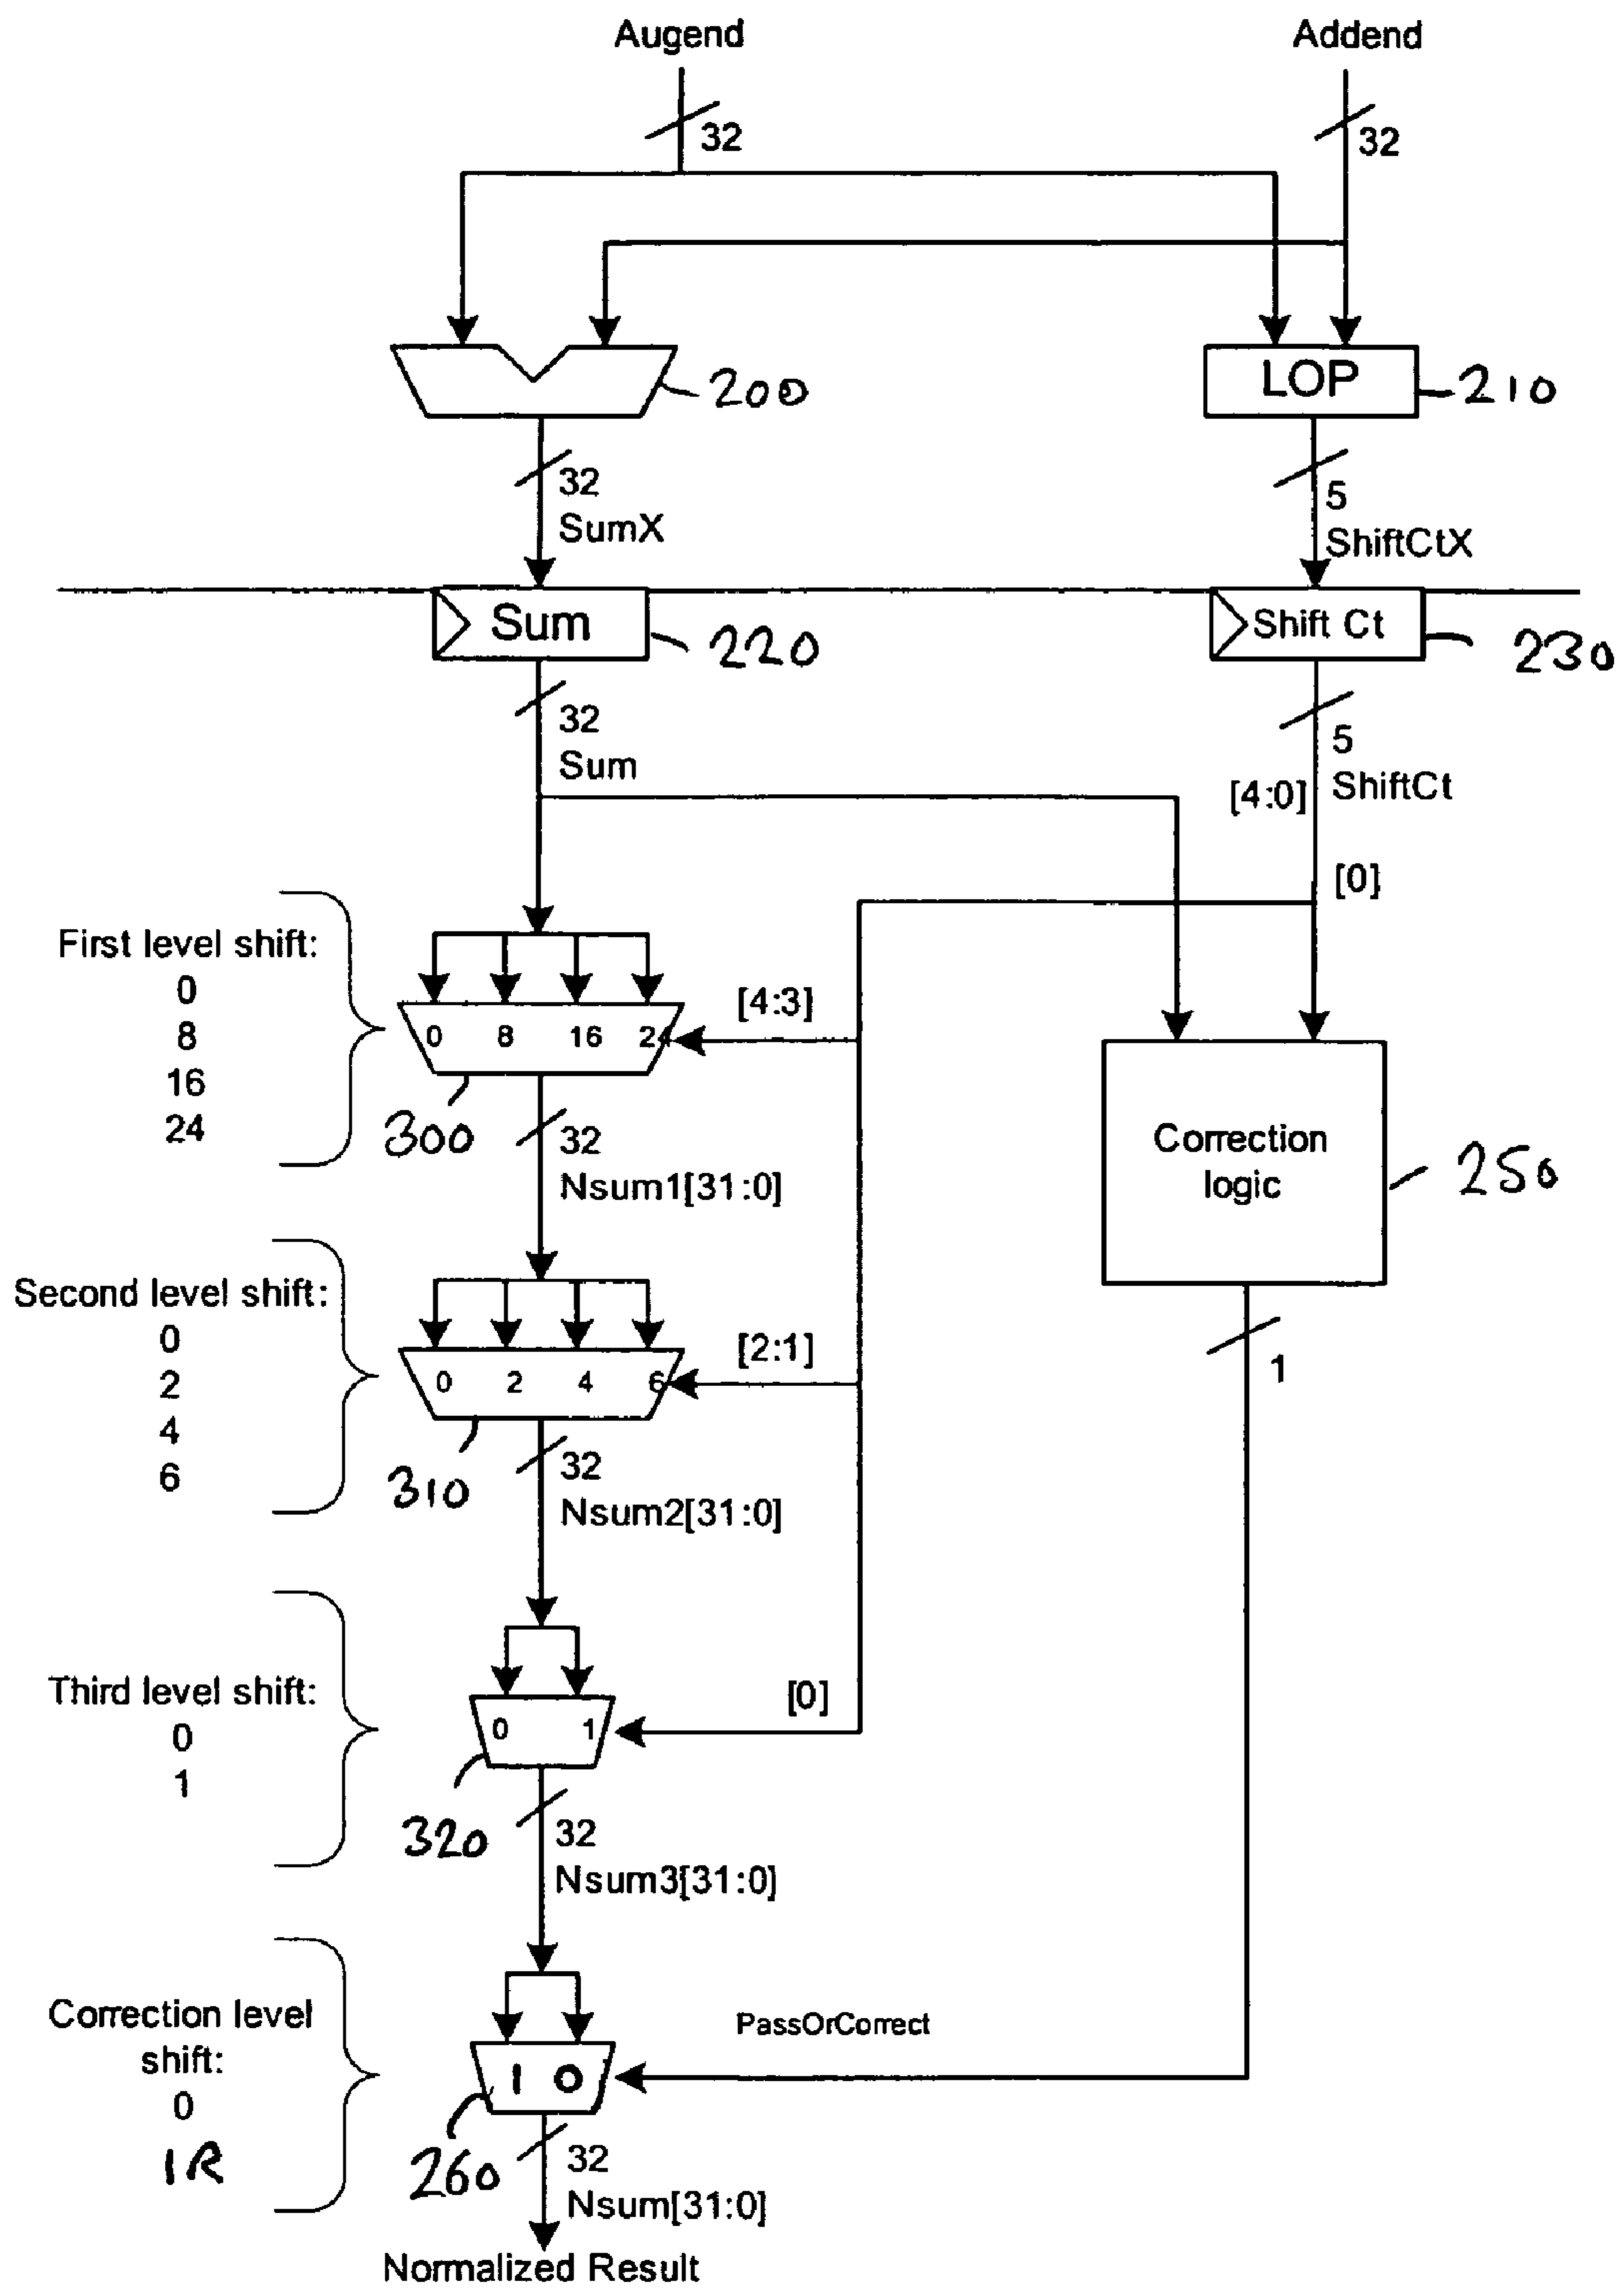 Augend
Addend
32
32
200
LOP
210
32
SumX
5
ShiftCtX
Sum
220
Shift Ct
230
32
Sum
5
[4:0]
ShiftCt
[0]
First level shift:
0
8
16
24
0 8 16 24
[4:3]
300
32
Nsum1[31:0]
Correction
logic
250
Second level shift:
0
2
4
6
0 2 4 6
[2:1]
310
32
Nsum2[31:0]
1
Third level shift:
0
1
0 1
[0]
320
32
Nsum3[31:0]
Correction level
shift:
0
1R
1 0
PassOrCorrect
260
32
Nsum[31:0]
Normalized Result